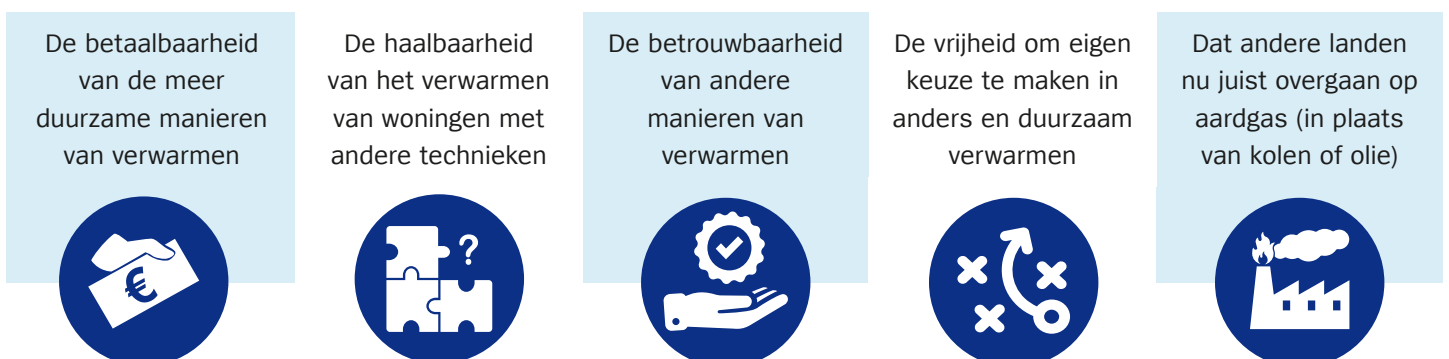 De betaalbaarheid
van de meer
duurzame manieren
van verwarmen
De haalbaarheid
van het verwarmen
van woningen met
andere technieken
De betrouwbaarheid
van andere
manieren van
verwarmen
De vrijheid om eigen
keuze te maken in
anders en duurzaam
verwarmen
Dat andere landen
nu juist overgaan op
aardgas (in plaats
van kolen of olie)
€
?